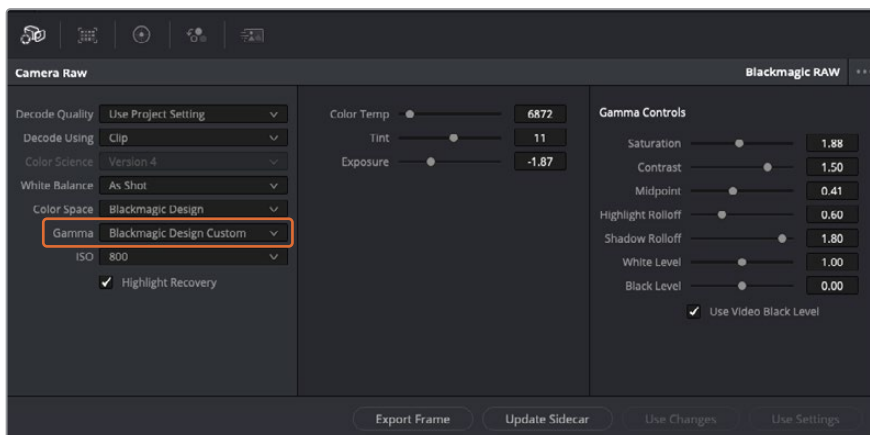 Camera Raw
Blackmagic RAW
Decode Quality Use Project Setting
Decode Using Clip
Color Science Version 4
White Balance As Shot
Color Space Blackmagic Design
Gamma Blackmagic Design Custom
ISO 800
Highlight Recovery
Color Temp 6872
Tint 11
Exposure -1.87
Gamma Controls
Saturation 1.88
Contrast 1.50
Midpoint 0.41
Highlight Rolloff 0.60
Shadow Rolloff 1.80
White Level 1.00
Black Level 0.00
Use Video Black Level
Export Frame
Update Sidecar
Use Changes
Use Settings